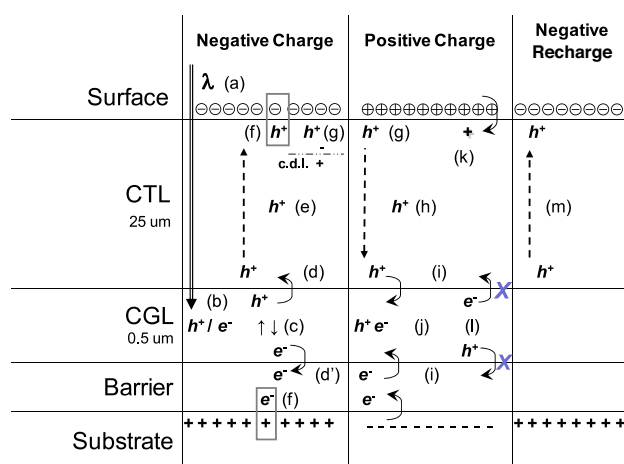 Negative Charge
Positive Charge
Negative
Recharge
λ (a)
Surface
⊖⊖⊖⊖⊖⊖⊖⊖⊖⊖
⊕⊕⊕⊕⊕⊕⊕⊕⊕⊕⊕
⊖⊖⊖⊖⊖⊖⊖⊖
(f) h⁺ h⁺ (g)
h⁺ (g) +
h⁺
-
c.d.l. +
(k)
CTL
25 um
h⁺ (e)
h⁺ (h)
(m)
h⁺ (d)
h⁺ (i)
h⁺
(b) h⁺
e⁻ X
CGL
0.5 um
h⁺ / e⁻ ↑↓ (c)
h⁺ e⁻ (j) (l)
e⁻
h⁺ X
Barrier
e⁻ (d')
e⁻ (i)
e⁻ (f)
e⁻
Substrate
+ + + + + + + + + + +
- - - - - - - - - - - -
+ + + + + + + +